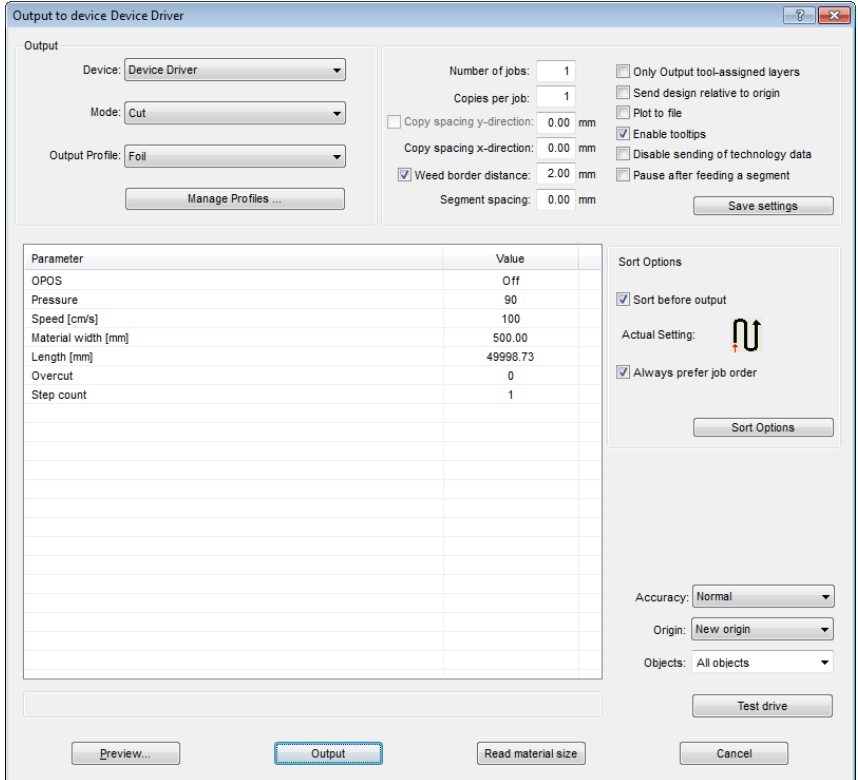 Output to device Device Driver
?
Output
Device: Device Driver
Mode: Cut
Output Profile: Foil
Manage Profiles ...
Number of jobs: 1
Copies per job: 1
Copy spacing y-direction: 0.00 mm
Copy spacing x-direction: 0.00 mm
Weed border distance: 2.00 mm
Segment spacing: 0.00 mm
Only Output tool-assigned layers
Send design relative to origin
Plot to file
Enable tooltips
Disable sending of technology data
Pause after feeding a segment
Save settings
Parameter Value
OPOS Off
Pressure 90
Speed [cm/s] 100
Material width [mm] 500.00
Length [mm] 49998.73
Overcut 0
Step count 1
Sort Options
Sort before output
Actual Setting:
Always prefer job order
Sort Options
Accuracy: Normal
Origin: New origin
Objects: All objects
Test drive
Preview...
Output
Read material size
Cancel